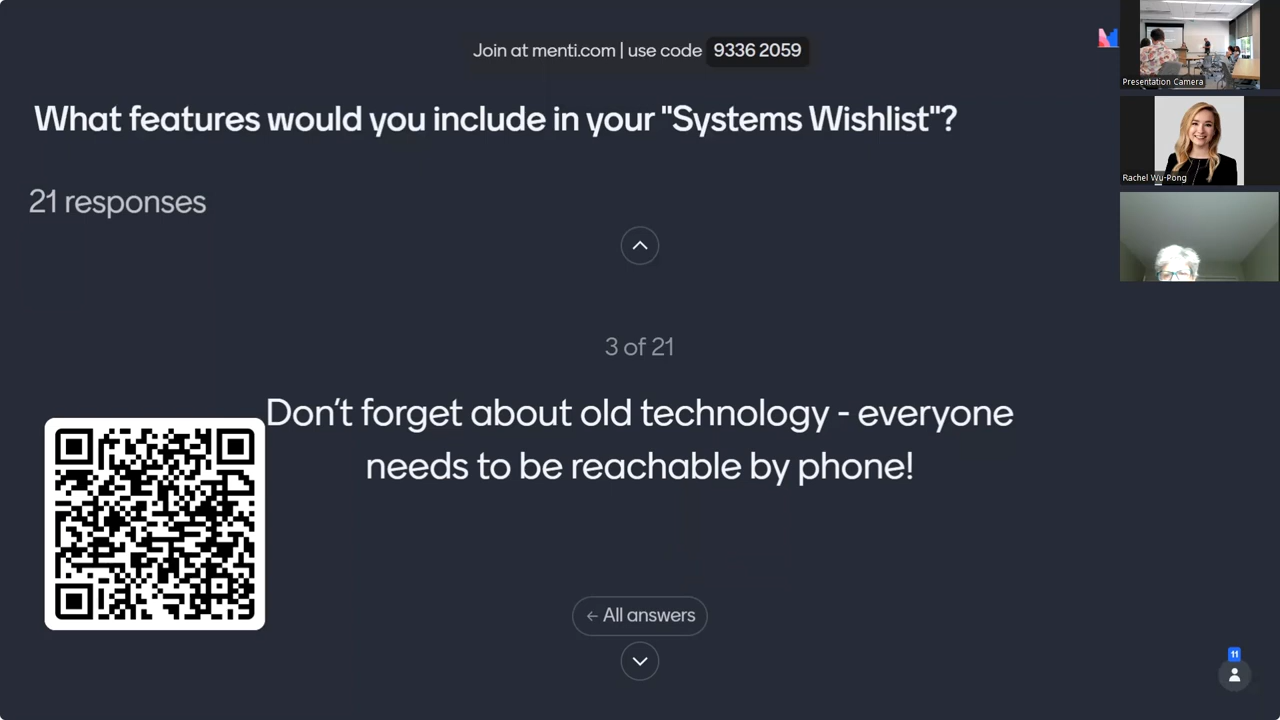 Join at menti.com | use code 9336 2059
What features would you include in your "Systems Wishlist"?
21 responses
3 of 21
Don't forget about old technology - everyone
needs to be reachable by phone!
← All answers
11
Presentation Camera
Rachel Wu-Pong